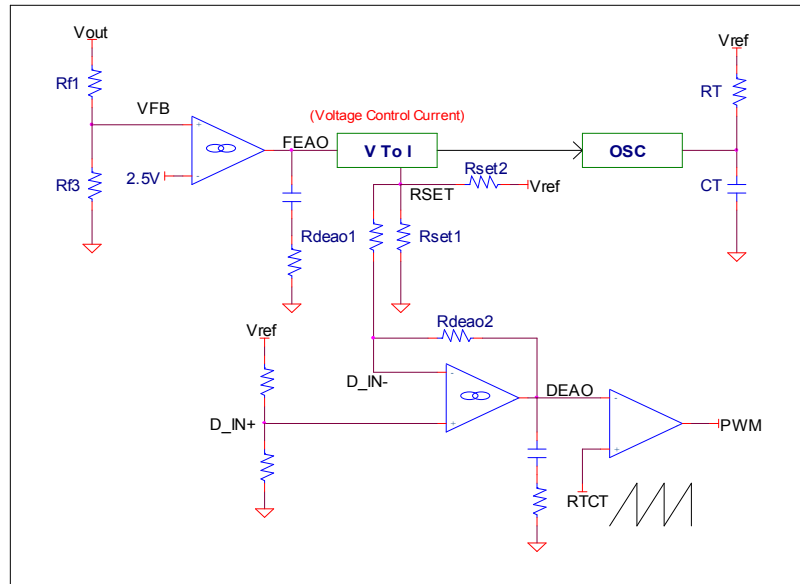 Vout
Vref
Rf1
RT
VFB
+
(Voltage Control Current)
FEAO
V To I
OSC
Rset2
2.5V
-
RSET
Vref
CT
Rf3
Rdeao1
Rset1
Vref
Rdeao2
D_IN-
-
DEAO
-
D_IN+
+
PWM
+
RTCT